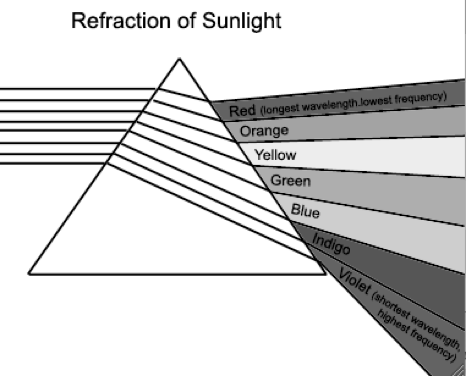 Refraction of Sunlight
Red (longest wavelength.lowest frequency)
Orange
Yellow
Green
Blue
Indigo
Violet (shortest wavelength,
highest frequency)